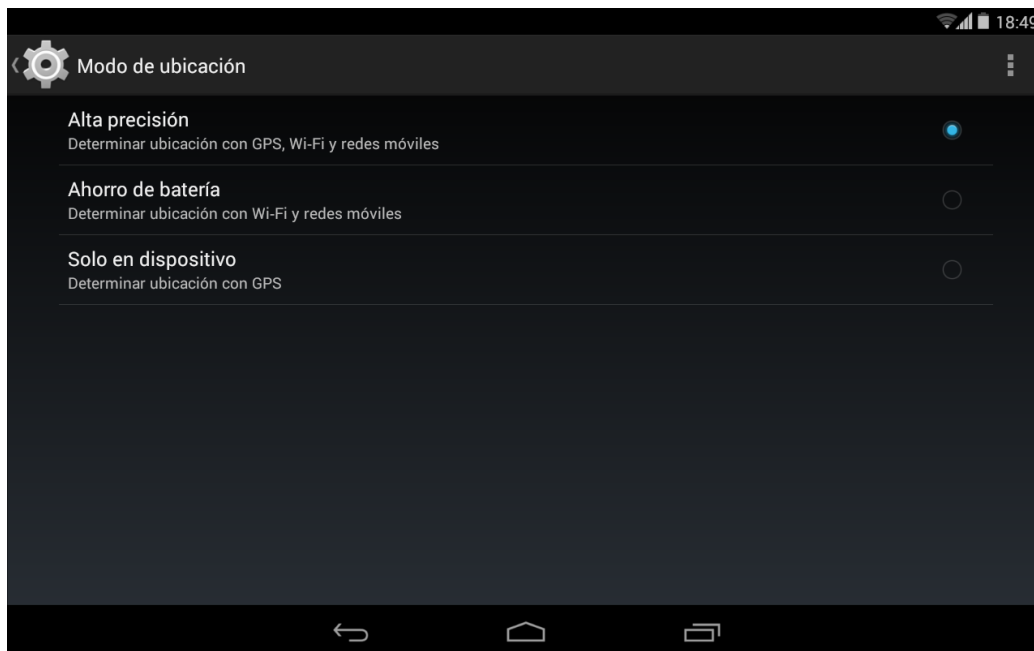 18:49
Modo de ubicación
Alta precisión
Determinar ubicación con GPS, Wi-Fi y redes móviles
Ahorro de batería
Determinar ubicación con Wi-Fi y redes móviles
Solo en dispositivo
Determinar ubicación con GPS